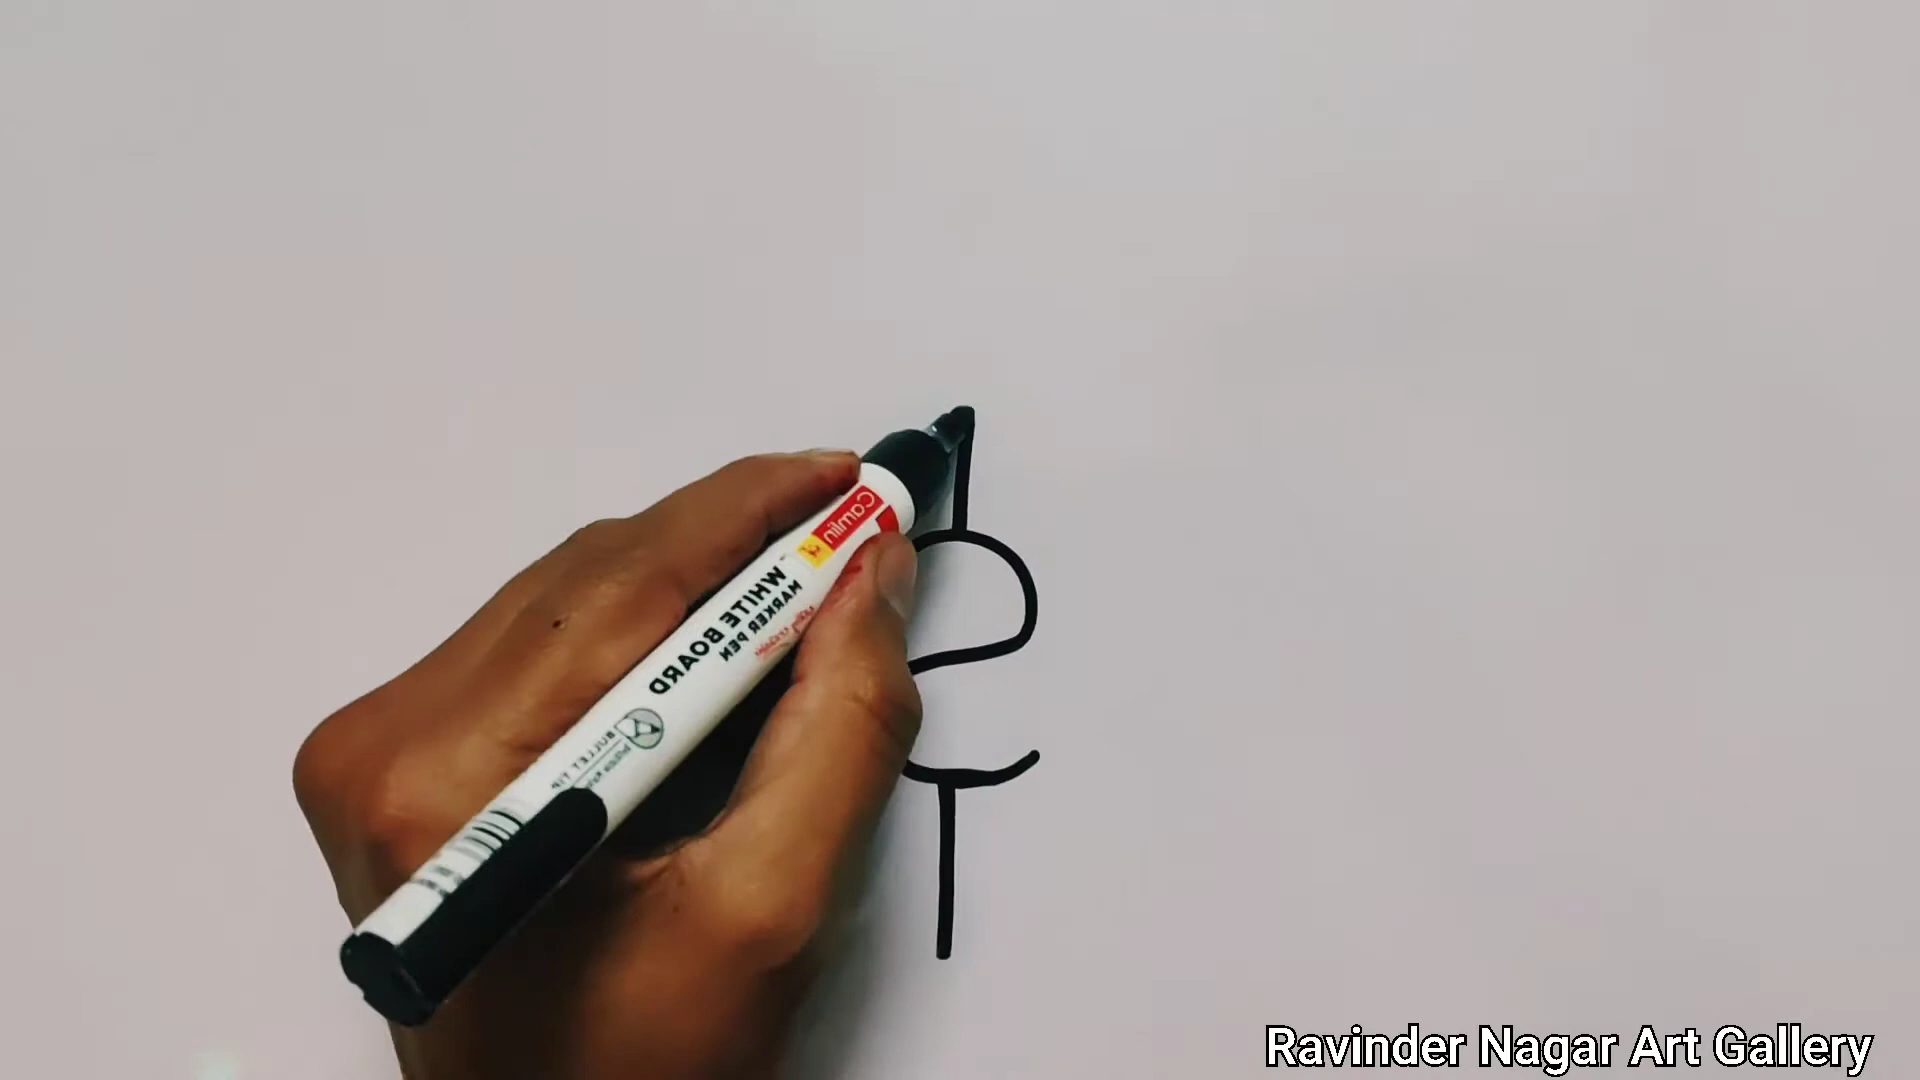 Camlin
WHITE BOARD
MARKER PEN
BULLET TIP
Ravinder Nagar Art Gallery